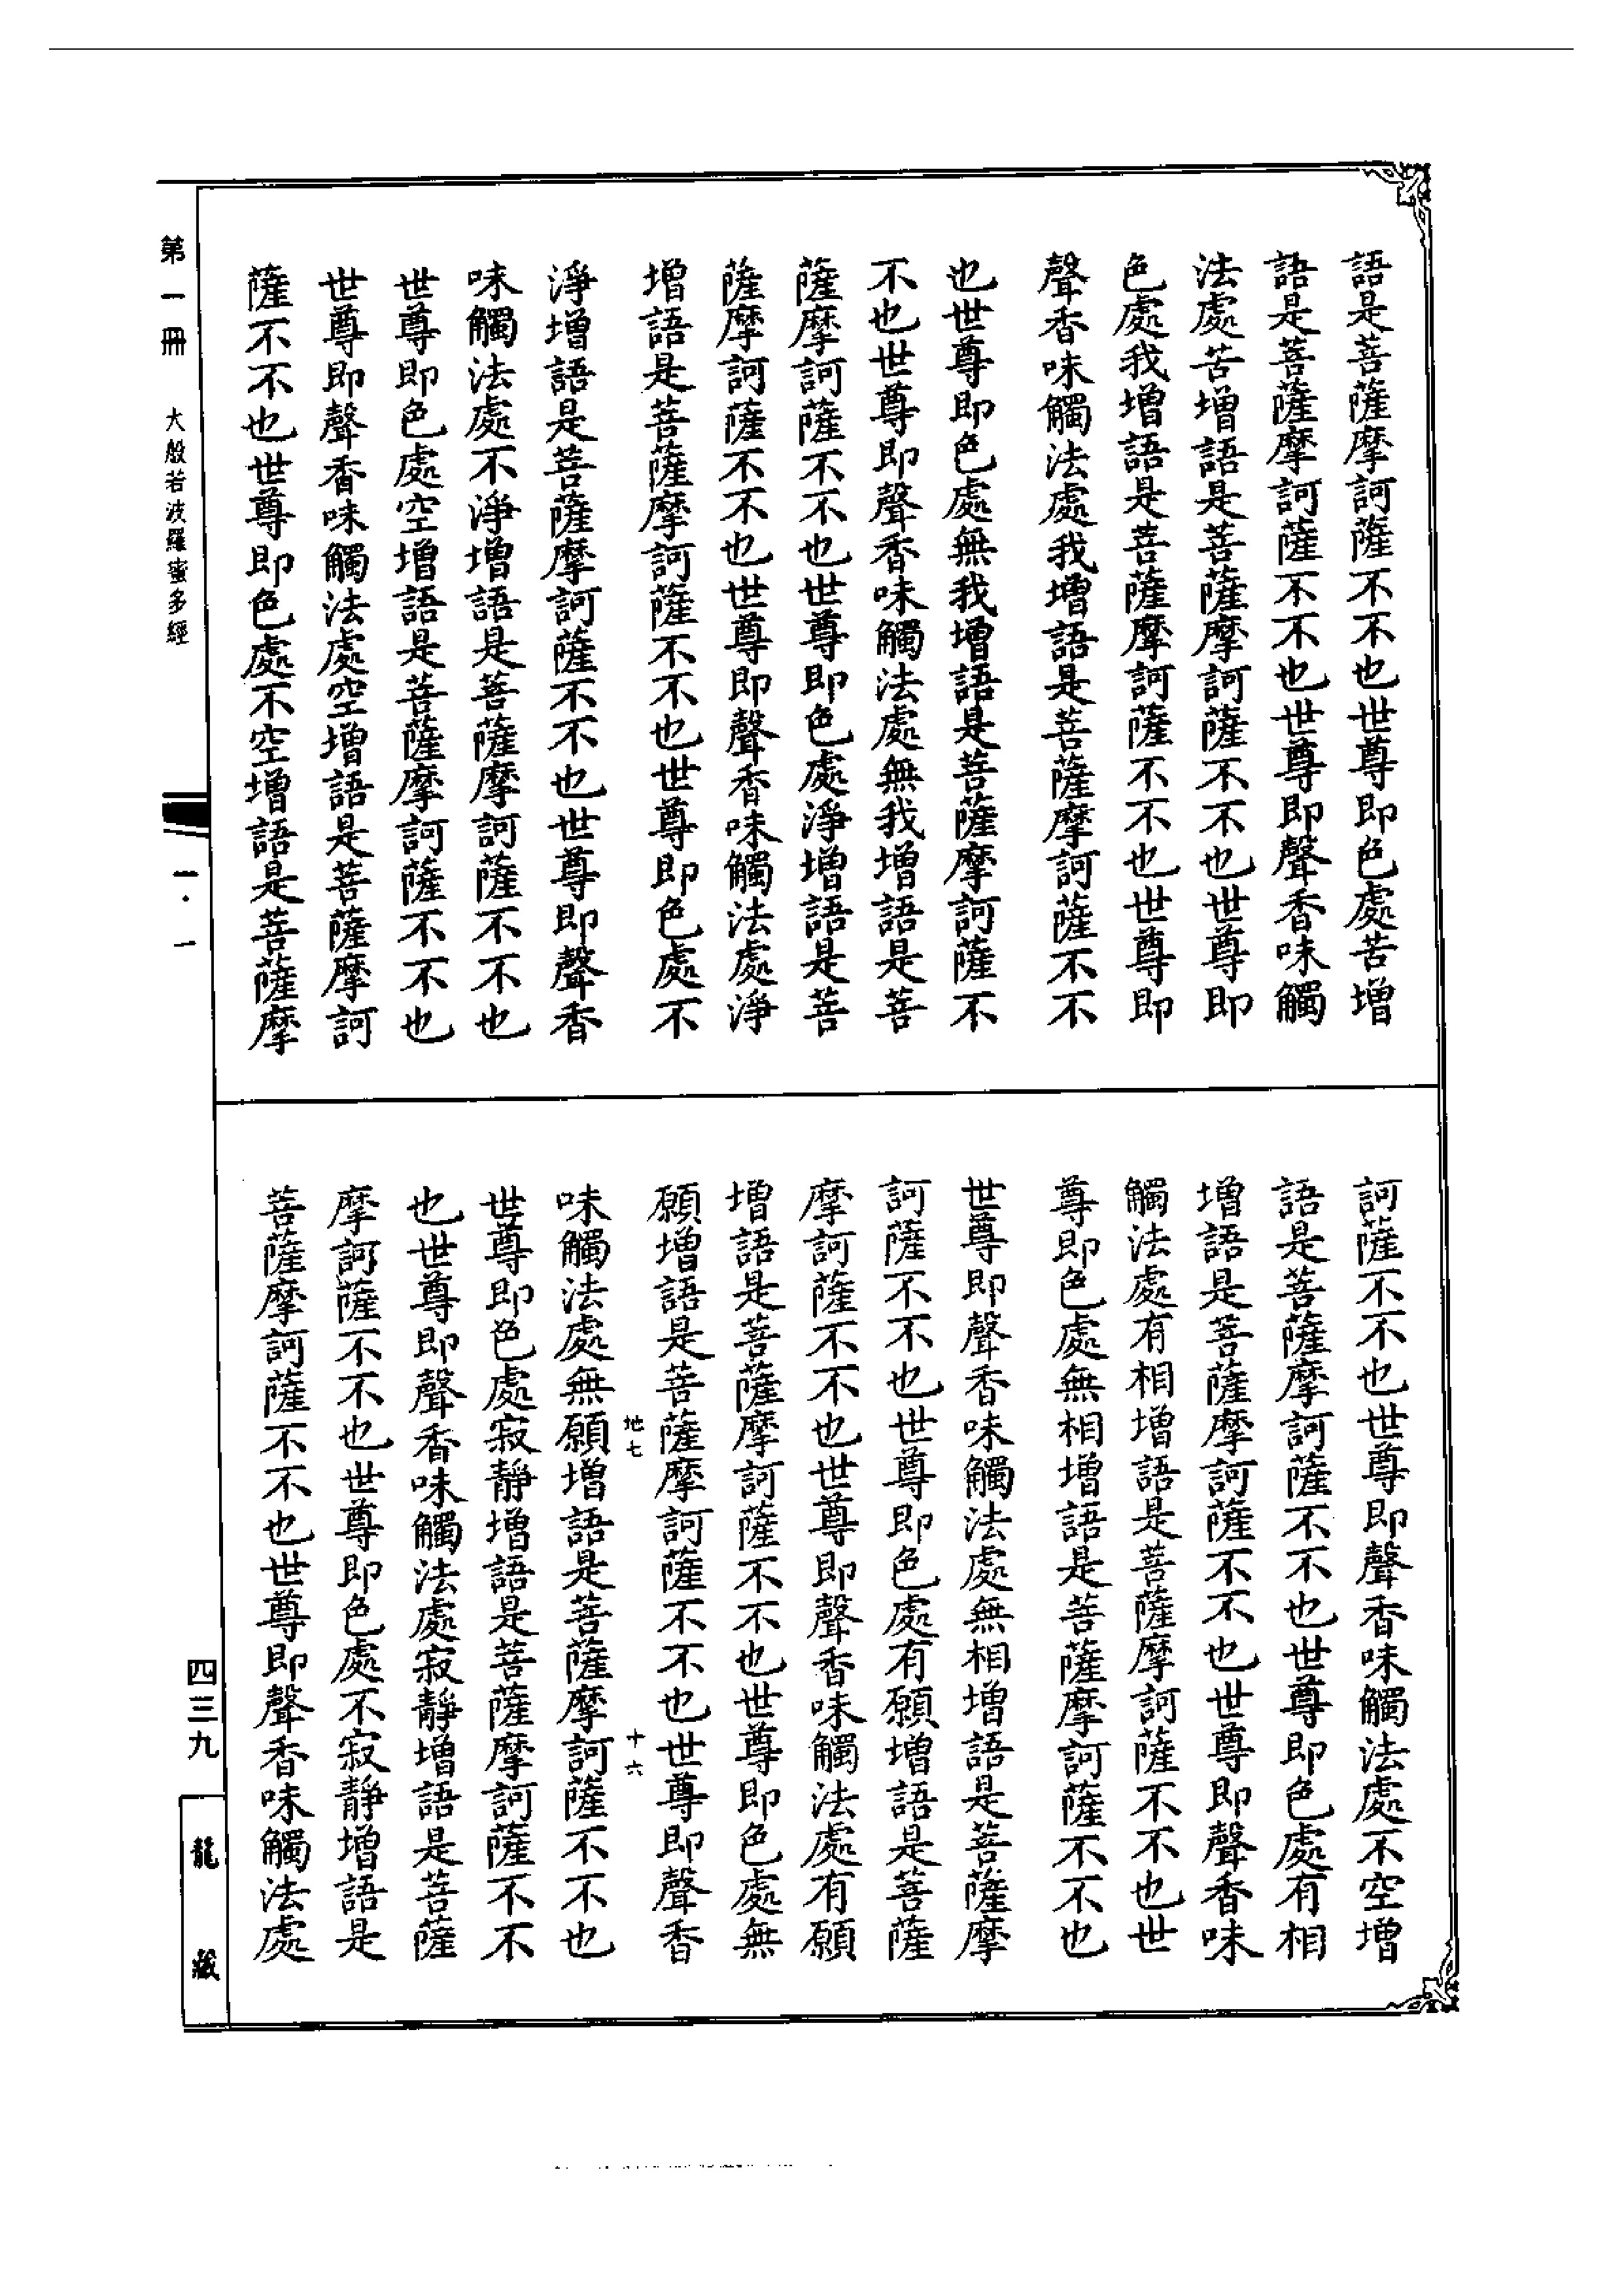 語是菩薩摩訶薩不不也世尊即色處苦增
語是菩薩摩訶薩不不也世尊即聲香味觸
法處苦增語是菩薩摩訶薩不不也世尊即
色處我增語是菩薩摩訶薩不不也世尊即
聲香味觸法處我增語是菩薩摩訶薩不不
也世尊即色處無我增語是菩薩摩訶薩不
不也世尊即聲香味觸法處無我增語是菩
薩摩訶薩不不也世尊即色處淨增語是菩
薩摩訶薩不不也世尊即聲香味觸法處淨
增語是菩薩摩訶薩不不也世尊即色處不
淨增語是菩薩摩訶薩不不也世尊即聲香
味觸法處不淨增語是菩薩摩訶薩不不也
世尊即色處空增語是菩薩摩訶薩不不也
世尊即聲香味觸法處空增語是菩薩摩訶
薩不不也世尊即色處不空增語是菩薩摩
訶薩不不也世尊即聲香味觸法處不空增
語是菩薩摩訶薩不不也世尊即色處有相
增語是菩薩摩訶薩不不也世尊即聲香味
觸法處有相增語是菩薩摩訶薩不不也世
尊即色處無相增語是菩薩摩訶薩不不也
世尊即聲香味觸法處無相增語是菩薩摩
訶薩不不也世尊即色處有願增語是菩薩
摩訶薩不不也世尊即聲香味觸法處有願
增語是菩薩摩訶薩不不也世尊即色處無
願增語是菩薩摩訶薩不不也世尊即聲香
地七 十六
味觸法處無願增語是菩薩摩訶薩不不也
世尊即色處寂靜增語是菩薩摩訶薩不不
也世尊即聲香味觸法處寂靜增語是菩薩
摩訶薩不不也世尊即色處不寂靜增語是
菩薩摩訶薩不不也世尊即聲香味觸法處
第一冊 大般若波羅蜜多經 一·一 四三九 龍藏